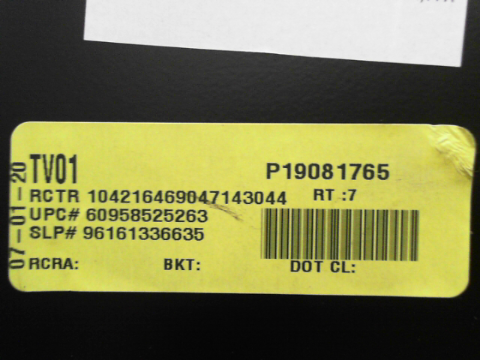 TV01
P19081765
RCTR 104216469047143044
RT :7
UPC# 60958525263
SLP# 96161336635
RCRA: BKT: DOT CL:
07-01-20